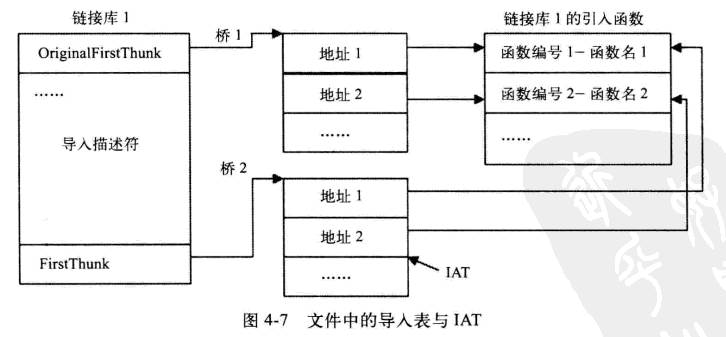 链接库 1
链接库1的引入函数
桥 1
OriginalFirstThunk
……
导入描述符
FirstThunk
地址 1
地址 2
……
函数编号 1－函数名 1
函数编号 2－函数名 2
……
桥 2
地址 1
地址 2
……
IAT
图 4-7 文件中的导入表与 IAT